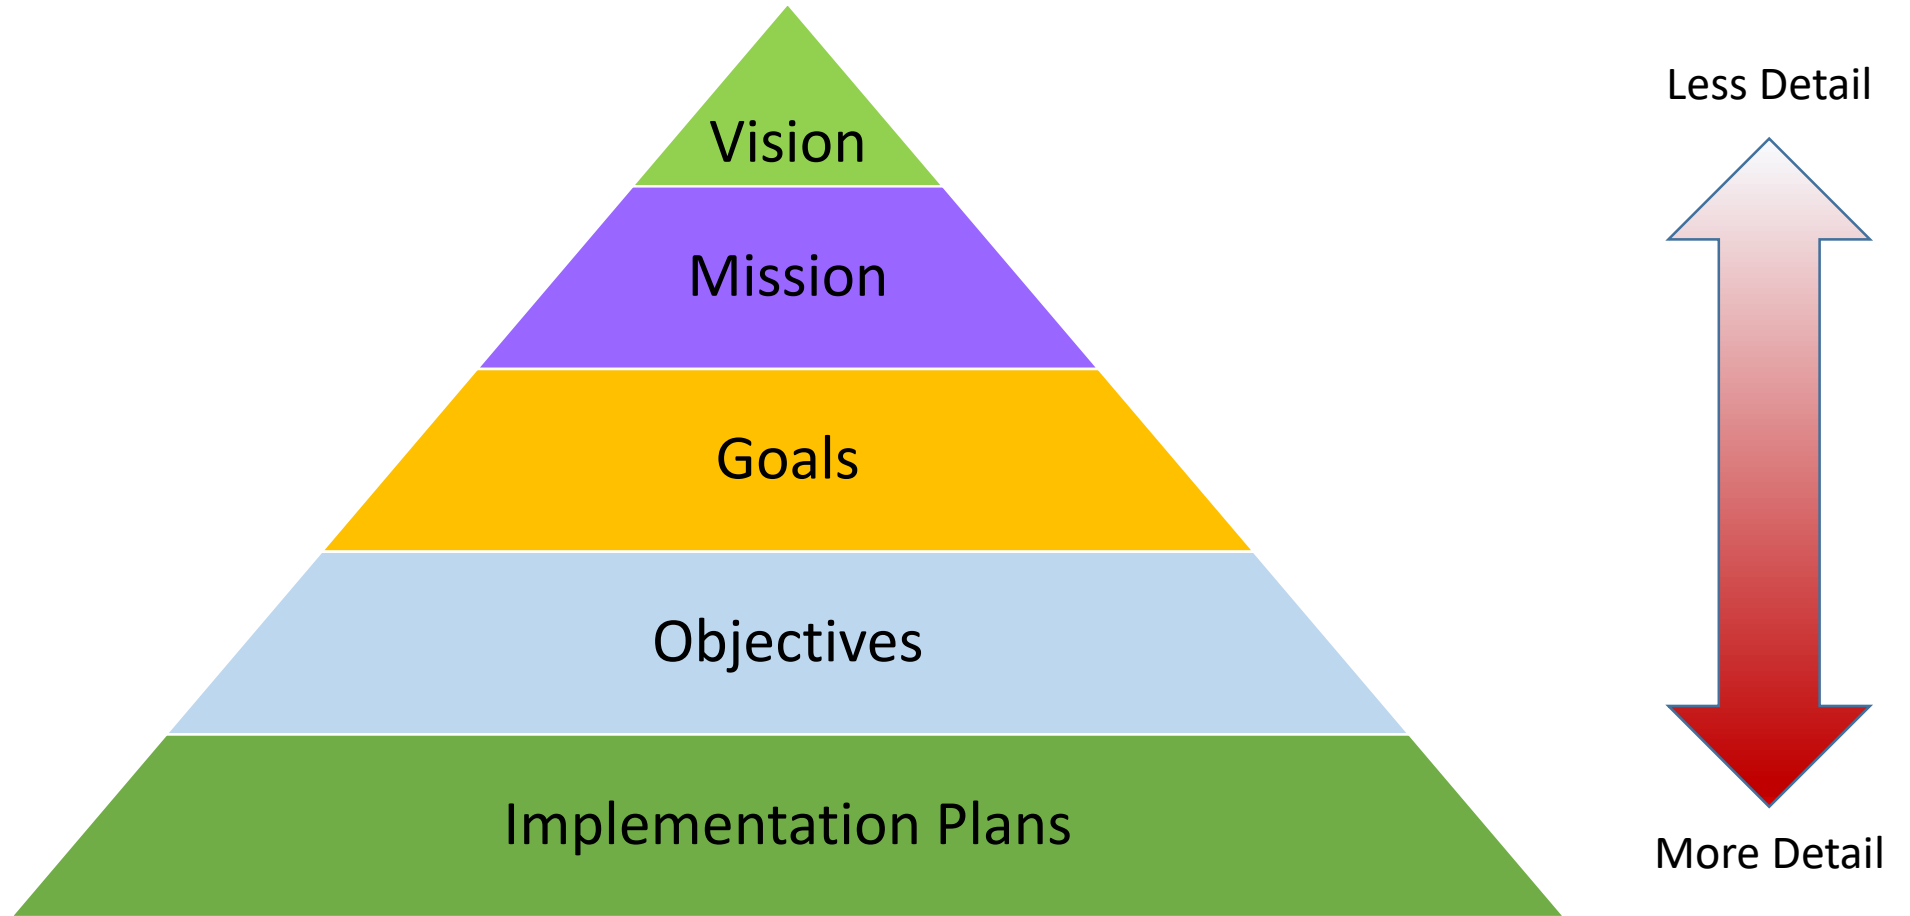 Less Detail
Vision
Mission
Goals
Objectives
Implementation Plans
More Detail